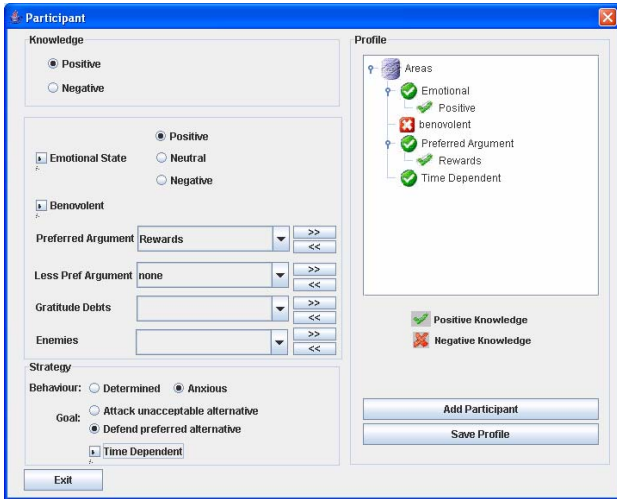 Participant
Knowledge
Positive
Negative
Positive
Emotional State
Neutral
Negative
Benovolent
Preferred Argument Rewards >>
<<
Less Pref Argument none >>
<<
Gratitude Debts >>
<<
Enemies >>
<<
Strategy
Behaviour: Determined Anxious
Goal: Attack unacceptable alternative
Defend preferred alternative
Time Dependent
Exit
Profile
Areas
Emotional
Positive
benovolent
Preferred Argument
Rewards
Time Dependent
Positive Knowledge
Negative Knowledge
Add Participant
Save Profile